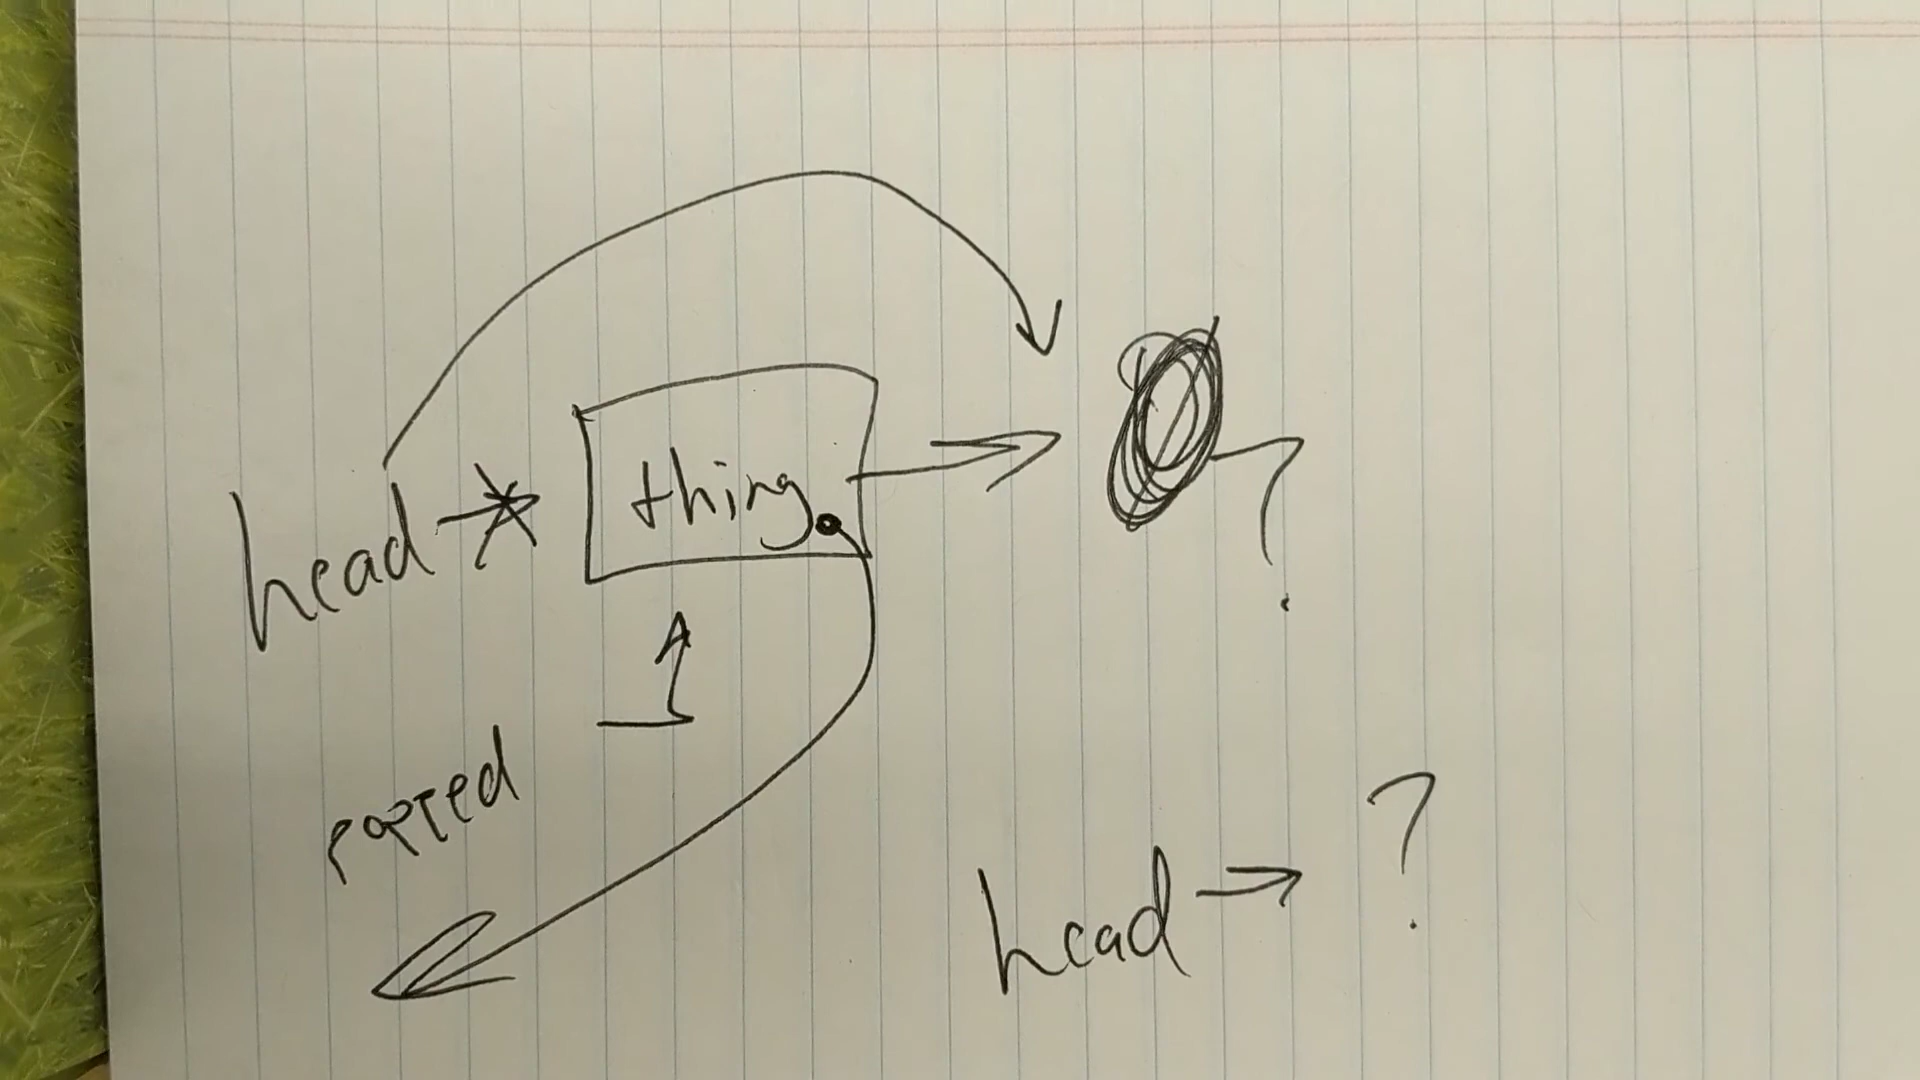 head → thing. → ?
popped
head → ?